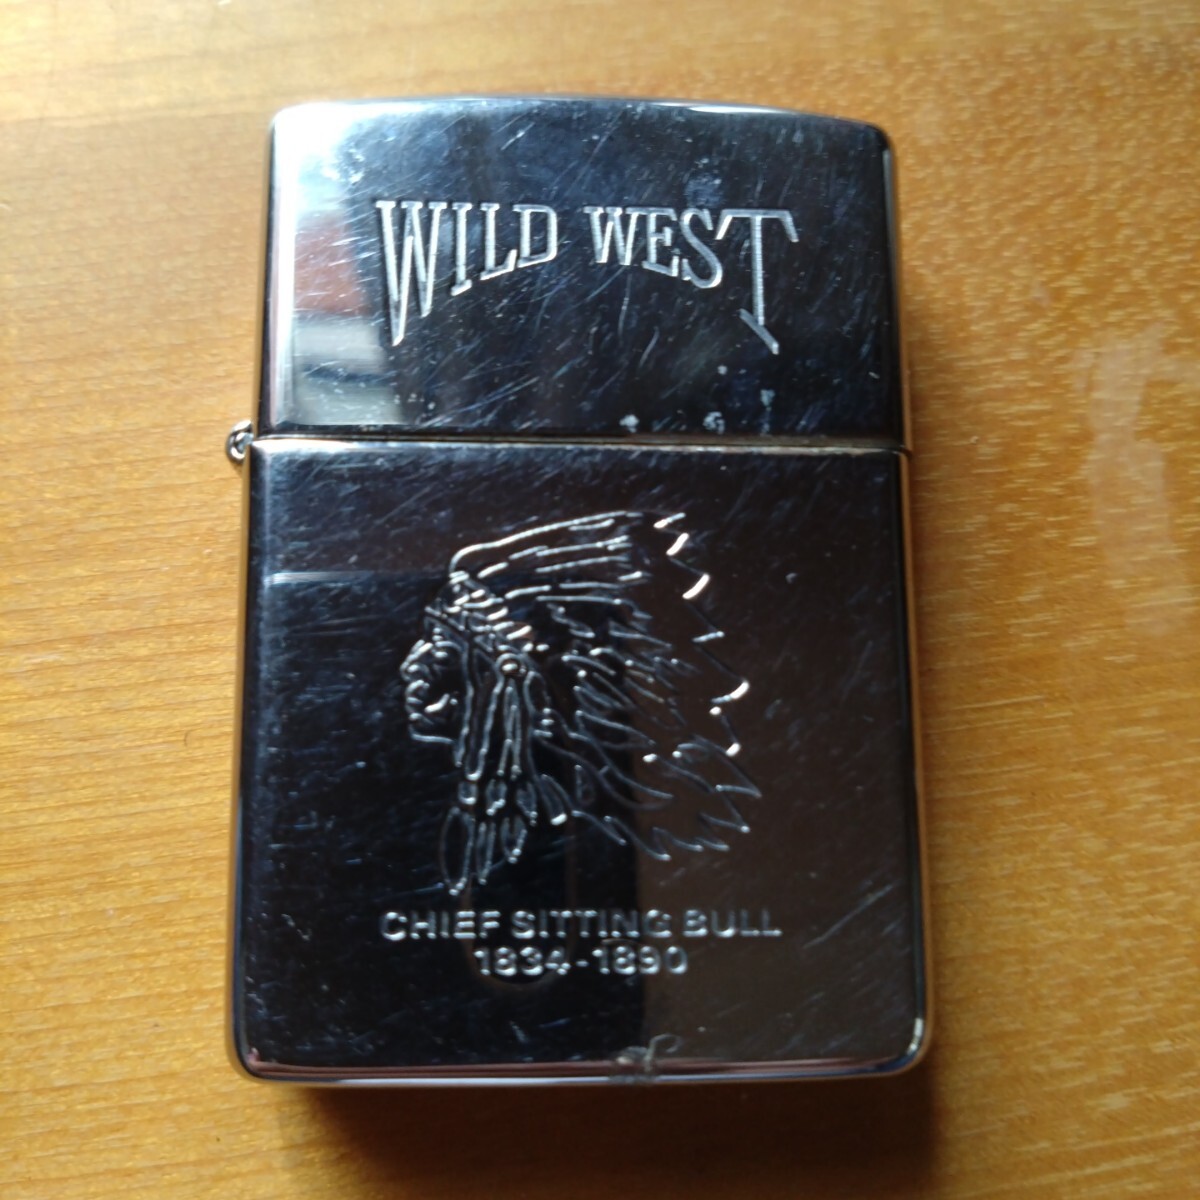 WILD WEST
CHIEF SITTING BULL
1834-1890